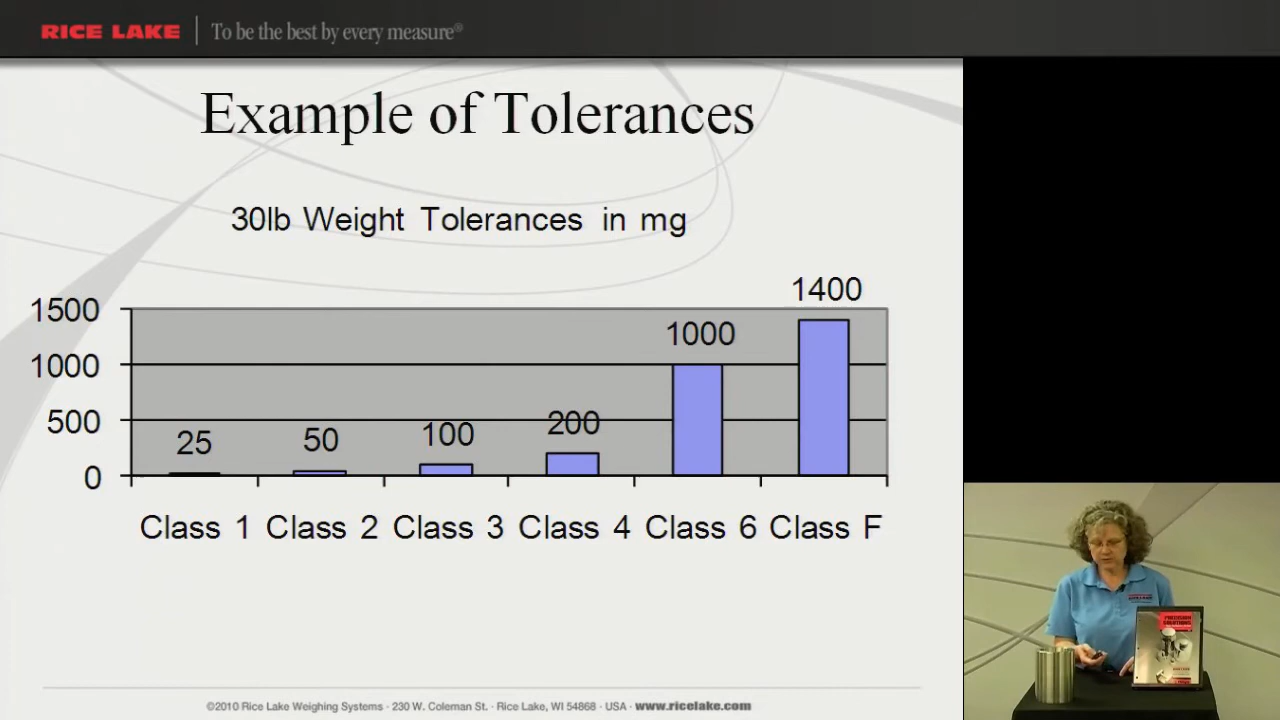 RICE LAKE To be the best by every measure®
Example of Tolerances
30lb Weight Tolerances in mg
1500
1000
500
0
25
50
100
200
1000
1400
Class 1 Class 2 Class 3 Class 4 Class 6 Class F
©2010 Rice Lake Weighing Systems · 230 W. Coleman St. · Rice Lake, WI 54868 · USA · www.ricelake.com
PRECISION
SOLUTIONS